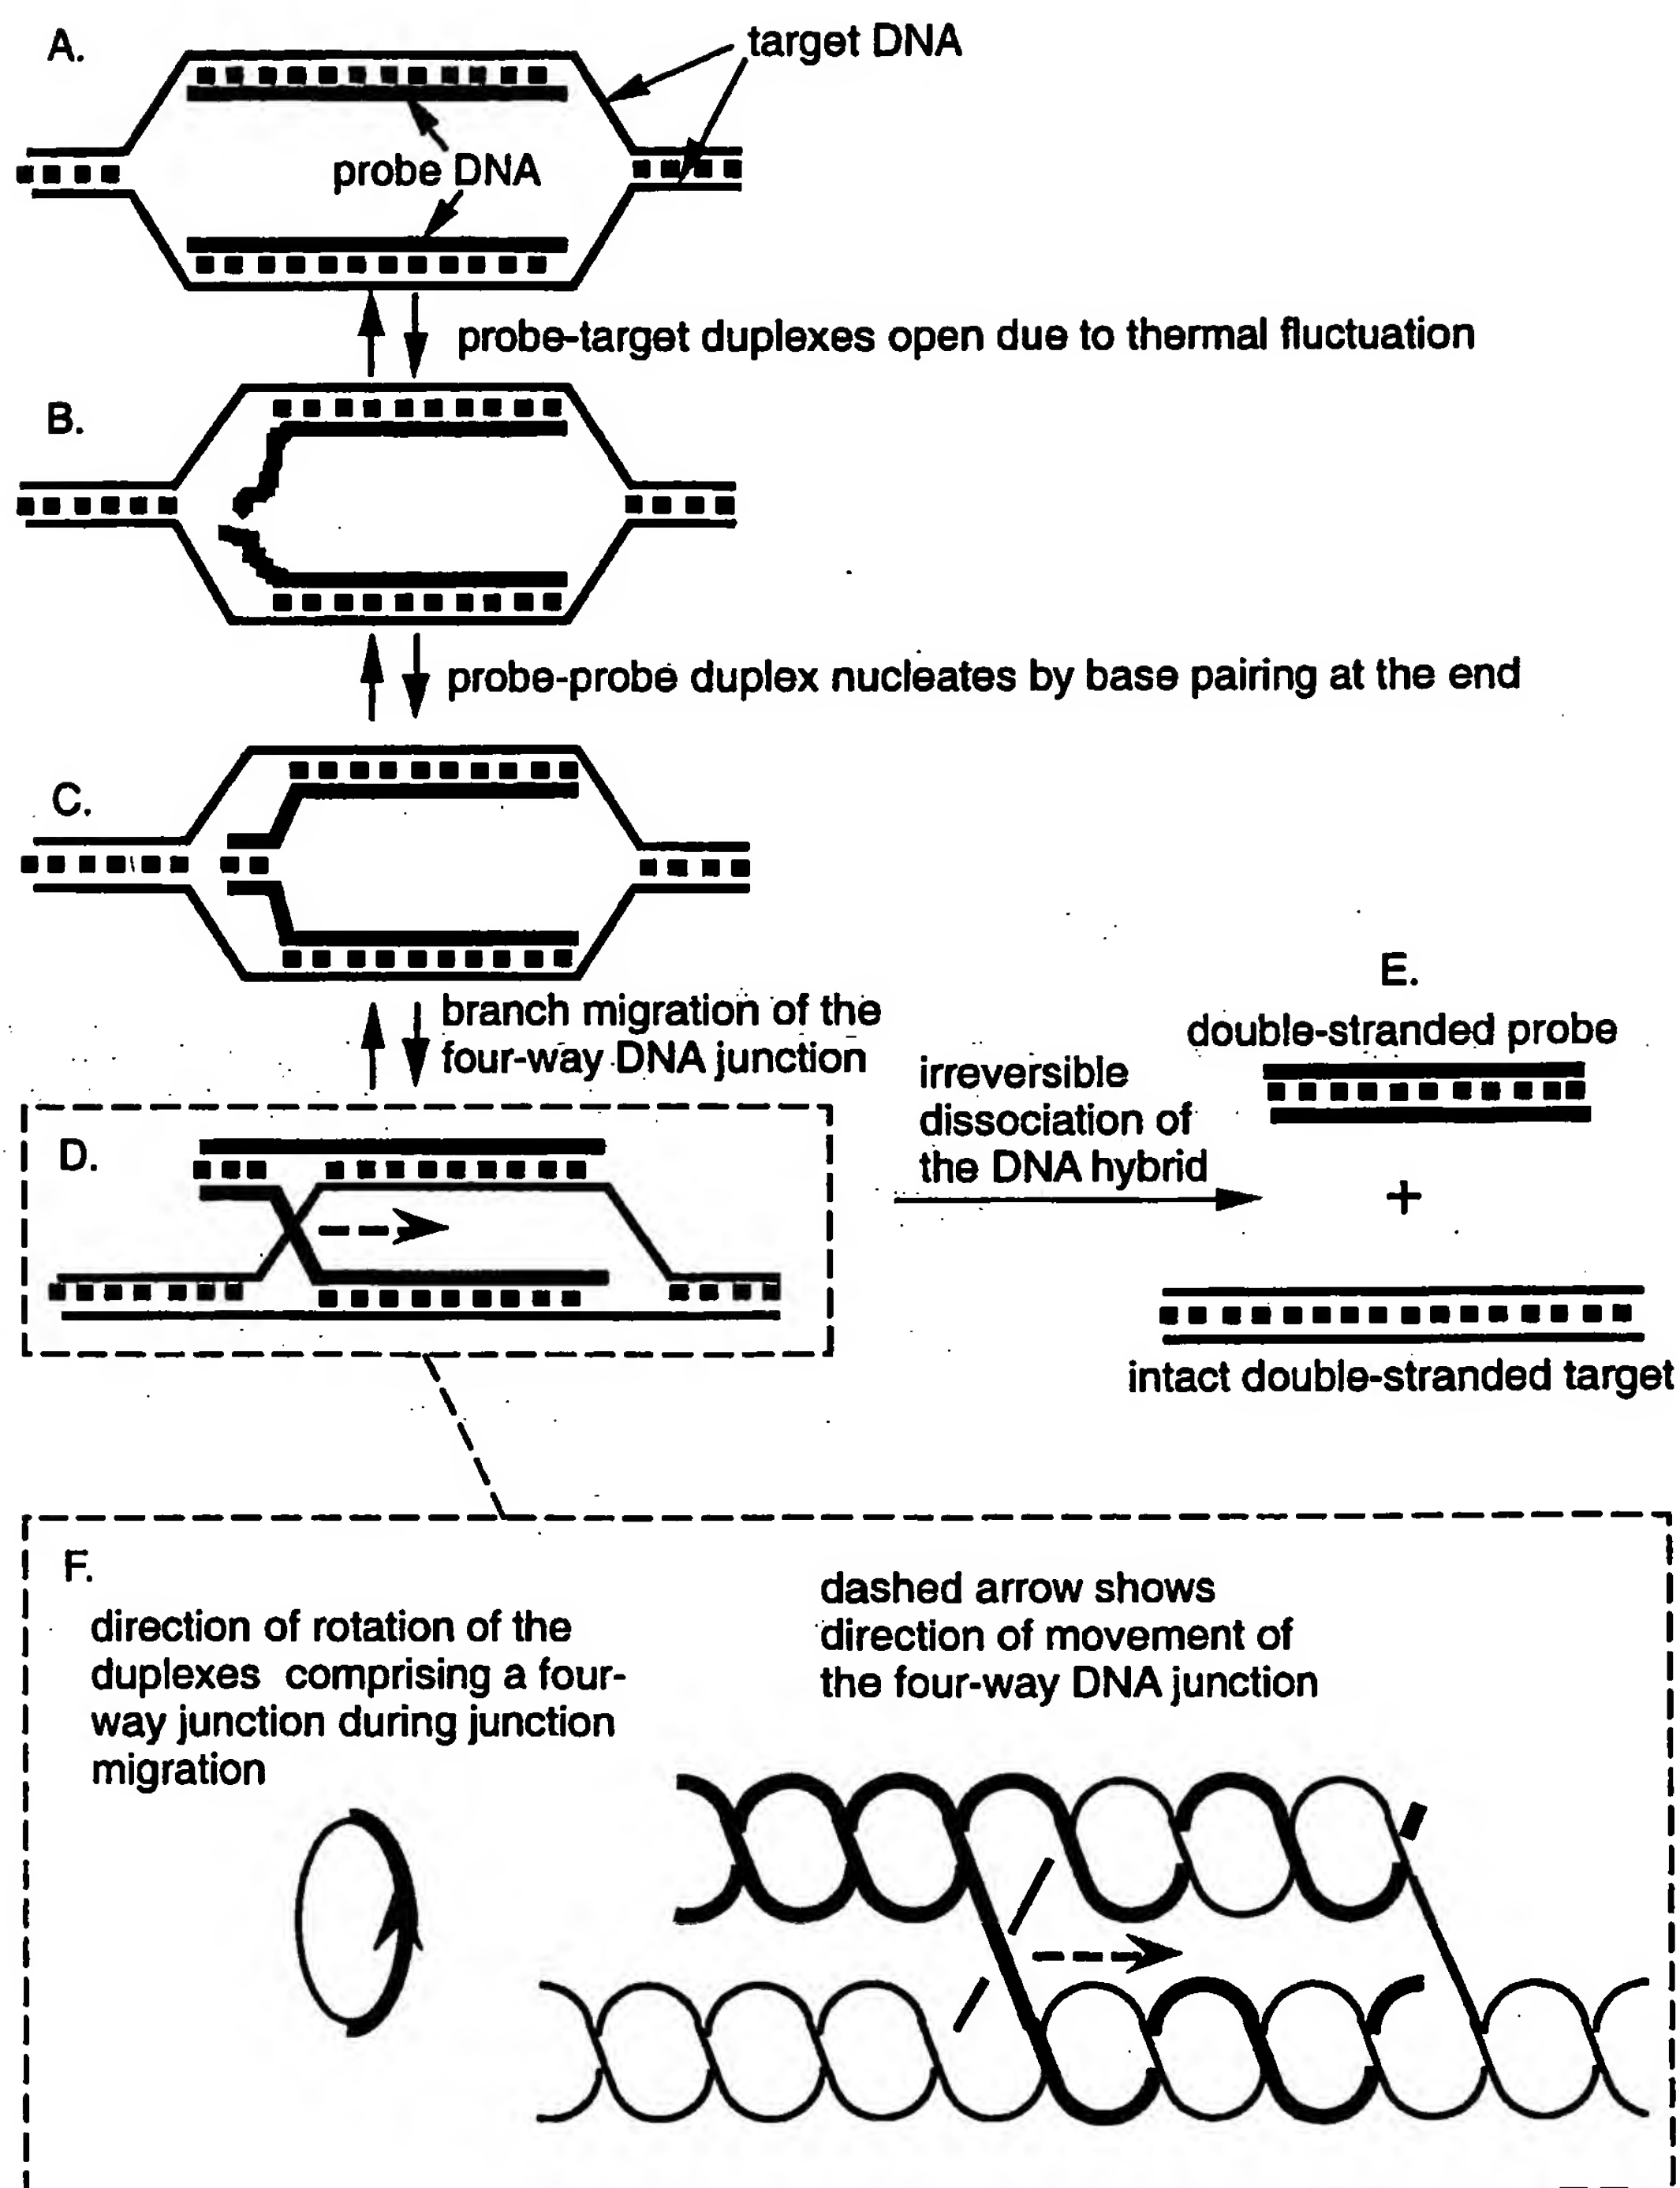 A.
target DNA
probe DNA
probe-target duplexes open due to thermal fluctuation
B.
probe-probe duplex nucleates by base pairing at the end
C.
branch migration of the
four-way DNA junction
D.
irreversible
dissociation of
the DNA hybrid
E.
double-stranded probe
+
intact double-stranded target
F.
direction of rotation of the
duplexes comprising a four-
way junction during junction
migration
dashed arrow shows
direction of movement of
the four-way DNA junction